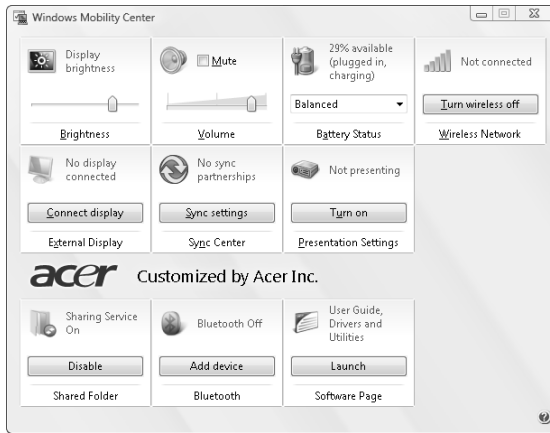 Windows Mobility Center
Display
brightness
Brightness
Mute
Volume
29% available
(plugged in,
charging)
Balanced
Battery Status
Not connected
Turn wireless off
Wireless Network
No display
connected
Connect display
External Display
No sync
partnerships
Sync settings
Sync Center
Not presenting
Turn on
Presentation Settings
acer Customized by Acer Inc.
Sharing Service
On
Disable
Shared Folder
Bluetooth Off
Add device
Bluetooth
User Guide,
Drivers and
Utilities
Launch
Software Page